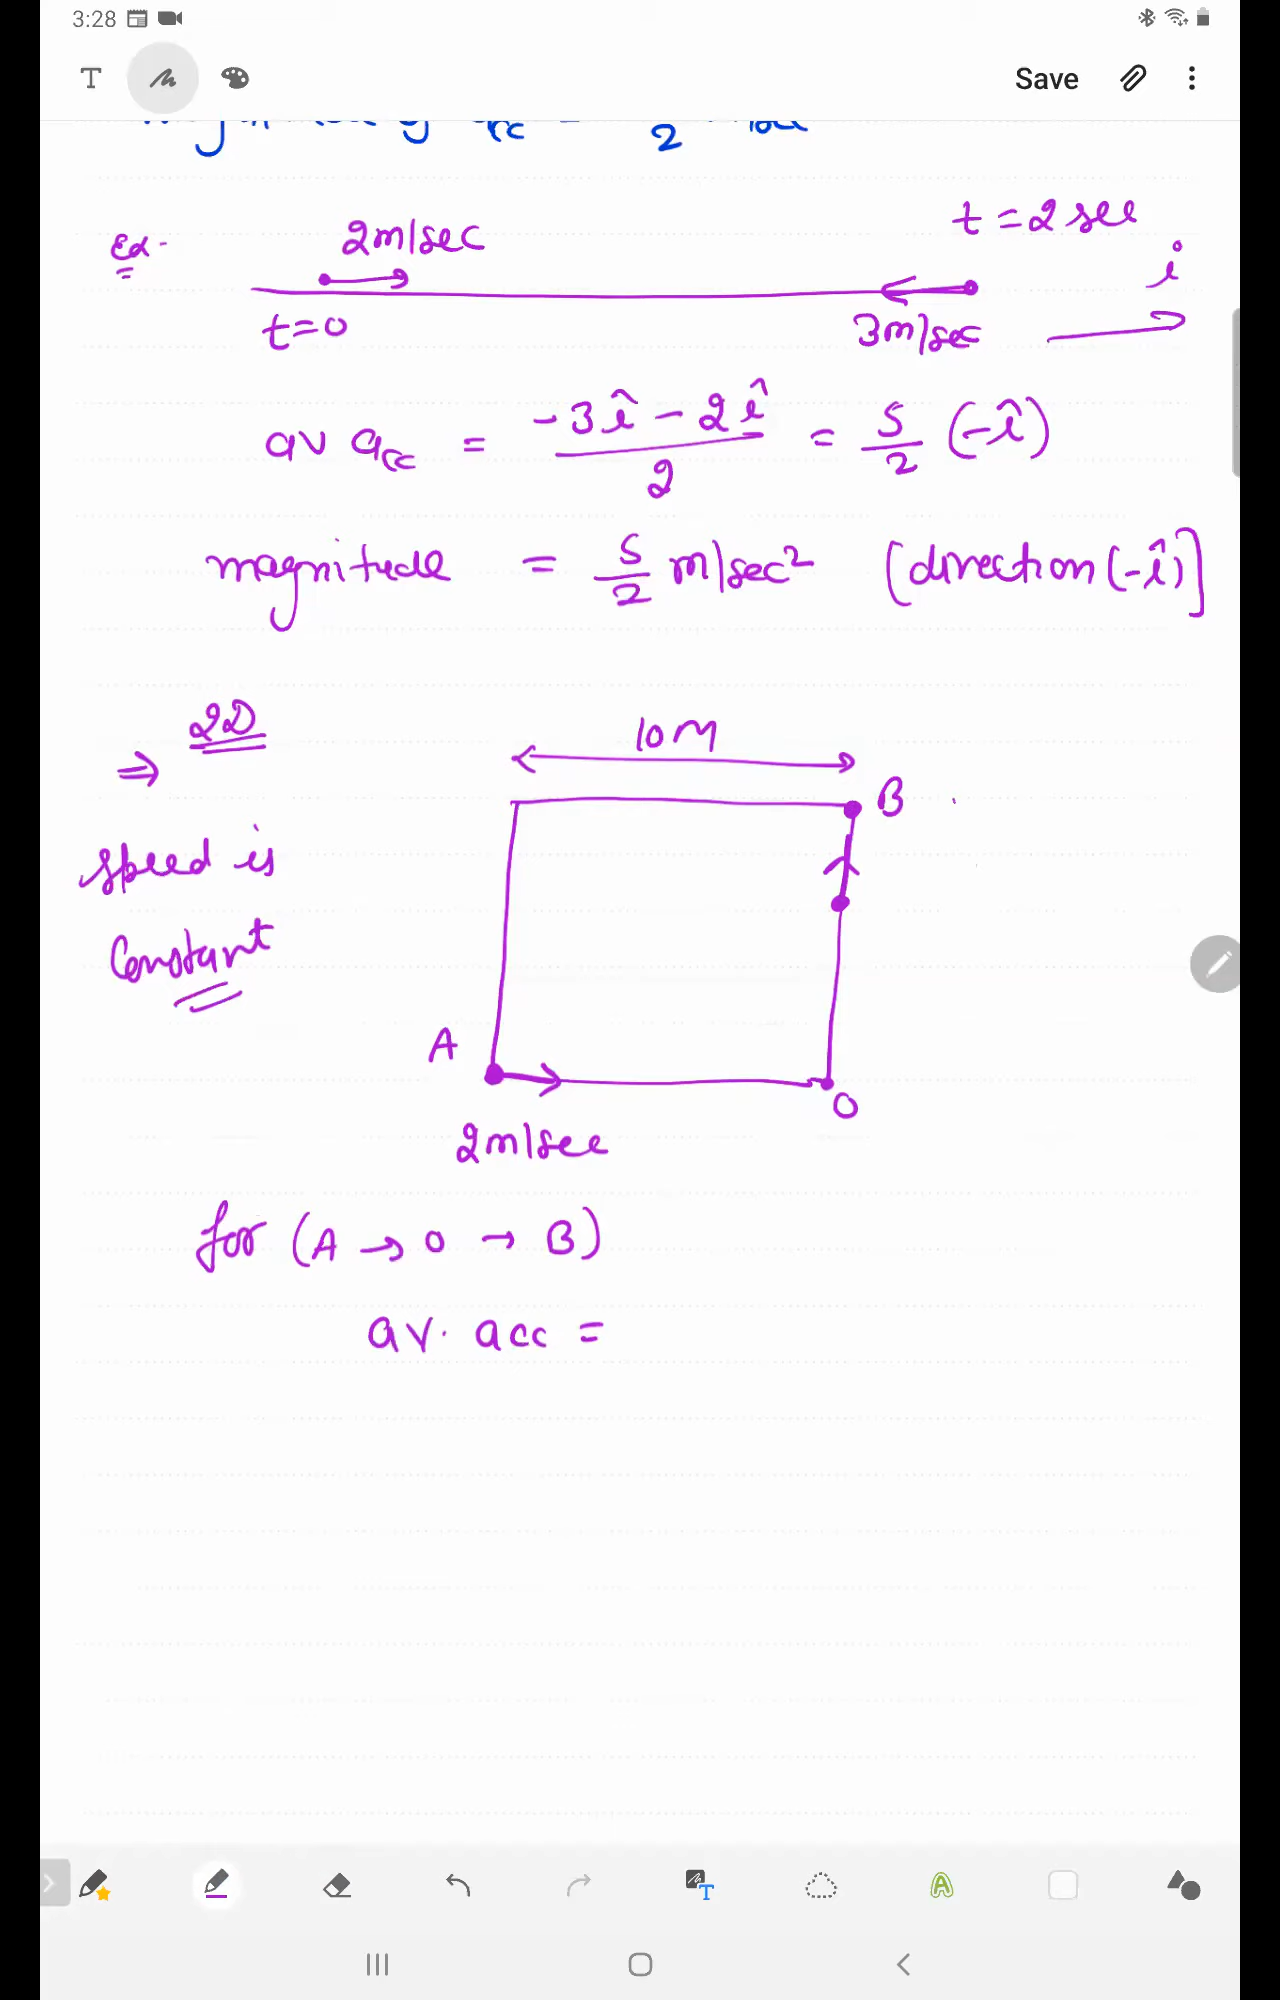 3:28
T
Save
Ex-
2m/sec
t=2 sec
i
t=0
3m/sec
av acc = (-3î - 2î)/2 = 5/2 (-î)
magnitude = 5/2 m/sec² [direction (-î)]
2D
⇒
10M
B
speed is
Constant
A
O
2m/sec
for (A → O → B)
av. acc =